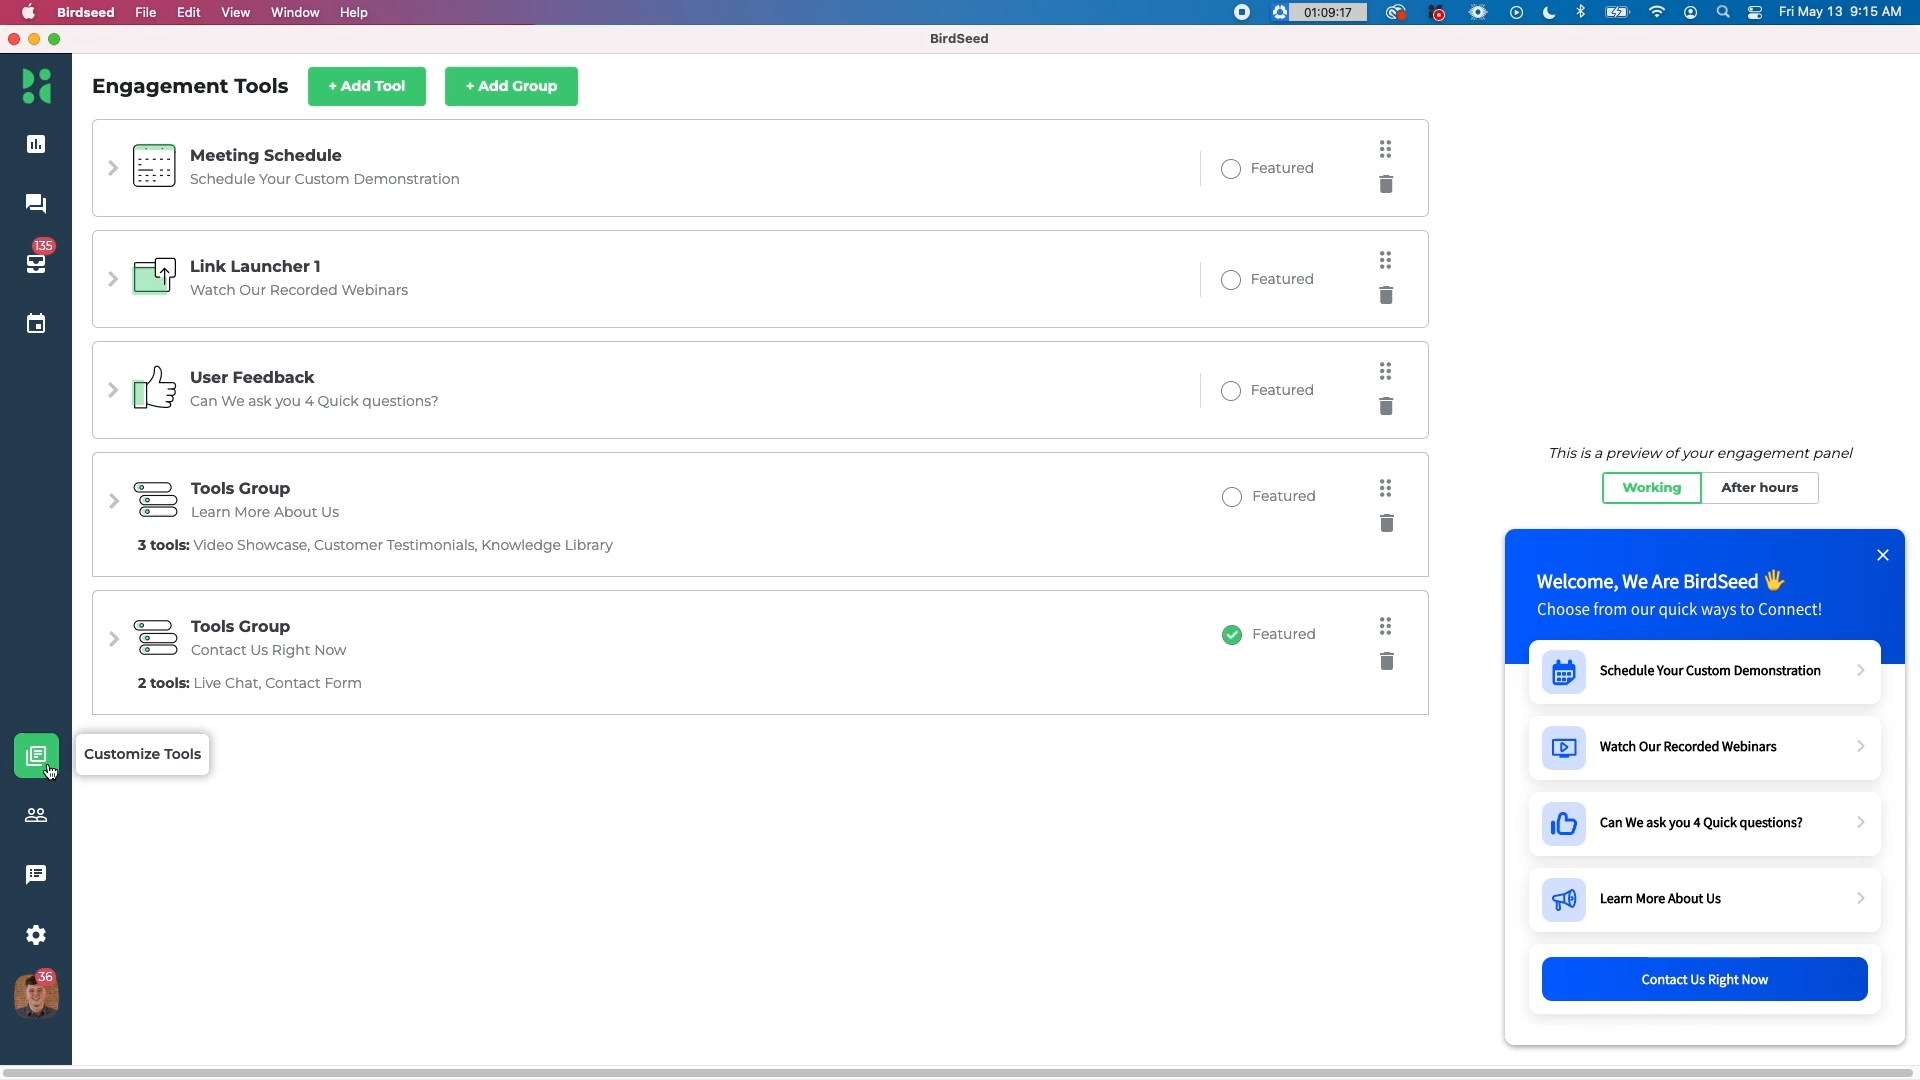 Birdseed File Edit View Window Help 01:09:17 Fri May 13 9:15 AM
BirdSeed
Engagement Tools + Add Tool + Add Group
Meeting Schedule
Schedule Your Custom Demonstration
Featured
Link Launcher 1
Watch Our Recorded Webinars
Featured
135
User Feedback
Can We ask you 4 Quick questions?
Featured
Tools Group
Learn More About Us
Featured
3 tools: Video Showcase, Customer Testimonials, Knowledge Library
Tools Group
Contact Us Right Now
Featured
2 tools: Live Chat, Contact Form
Customize Tools
36
This is a preview of your engagement panel
Working After hours
Welcome, We Are BirdSeed 🖐
Choose from our quick ways to Connect!
Schedule Your Custom Demonstration
Watch Our Recorded Webinars
Can We ask you 4 Quick questions?
Learn More About Us
Contact Us Right Now